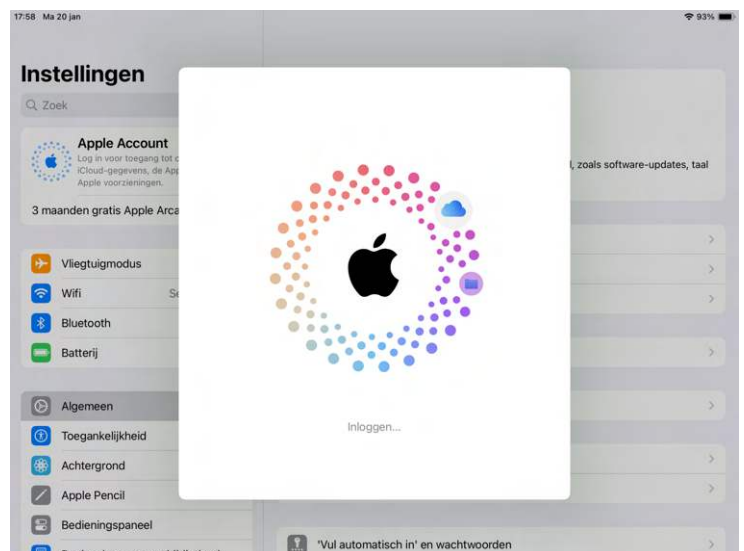 17:58 Ma 20 jan
93%
Instellingen
Zoek
Apple Account
Log in voor toegang tot
iCloud-gegevens, de App
Apple voorzieningen.
3 maanden gratis Apple Arca
Vliegtuigmodus
Wifi
Se
Bluetooth
Batterij
Algemeen
Toegankelijkheid
Achtergrond
Apple Pencil
Bedieningspaneel
Inloggen...
, zoals software-updates, taal
'Vul automatisch in' en wachtwoorden